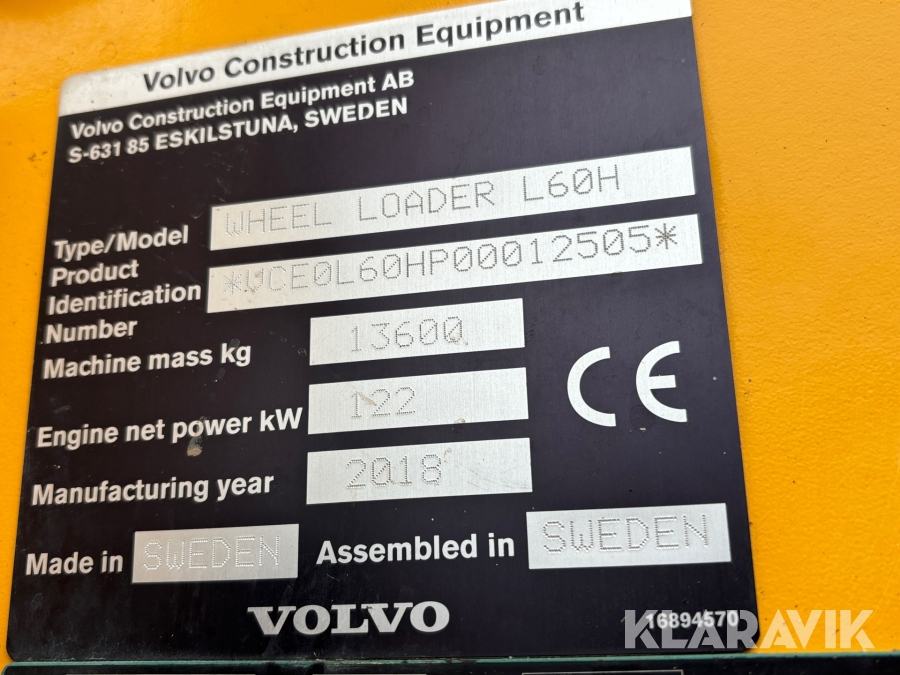 Volvo Construction Equipment
Volvo Construction Equipment AB
S-631 85 ESKILSTUNA, SWEDEN
Type/Model WHEEL LOADER L60H
Product
Identification *VCE0L60HP00012505*
Number
Machine mass kg 13600
Engine net power kW 122
Manufacturing year 2018
Made in SWEDEN Assembled in SWEDEN
CE
VOLVO
16894570
KLARAVIK